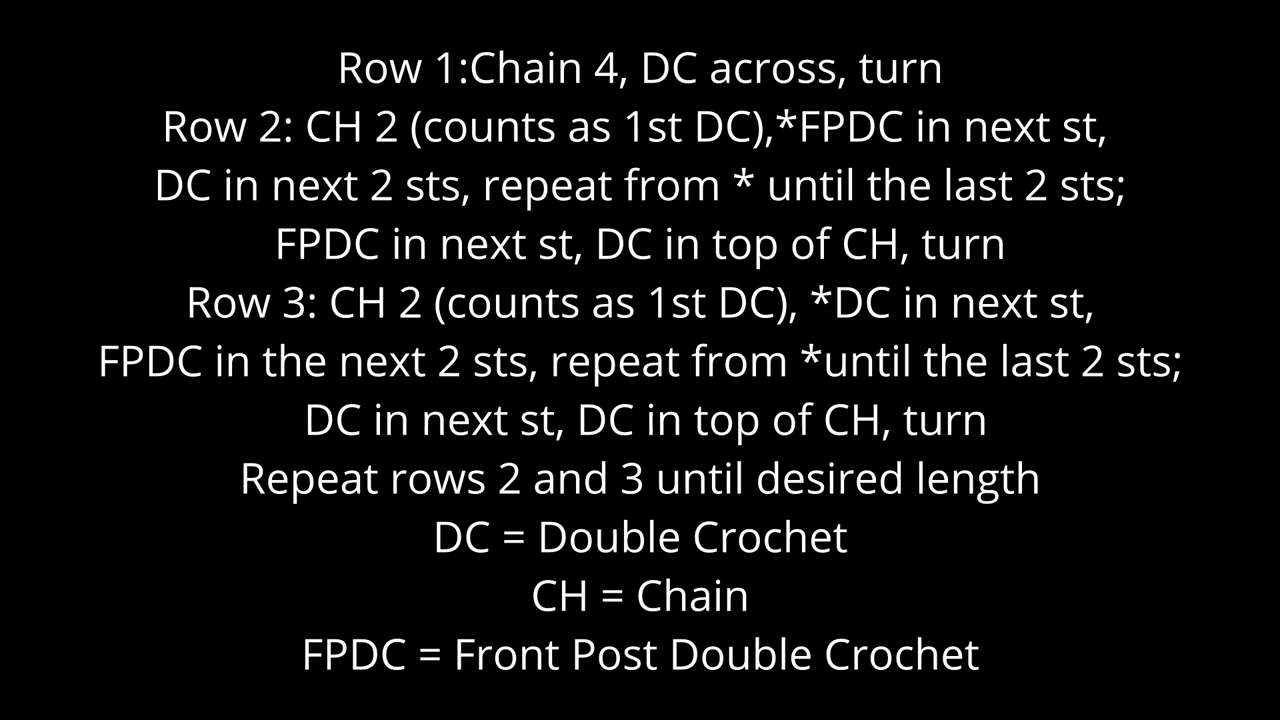 Row 1:Chain 4, DC across, turn
Row 2: CH 2 (counts as 1st DC),*FPDC in next st,
DC in next 2 sts, repeat from * until the last 2 sts;
FPDC in next st, DC in top of CH, turn
Row 3: CH 2 (counts as 1st DC), *DC in next st,
FPDC in the next 2 sts, repeat from *until the last 2 sts;
DC in next st, DC in top of CH, turn
Repeat rows 2 and 3 until desired length
DC = Double Crochet
CH = Chain
FPDC = Front Post Double Crochet